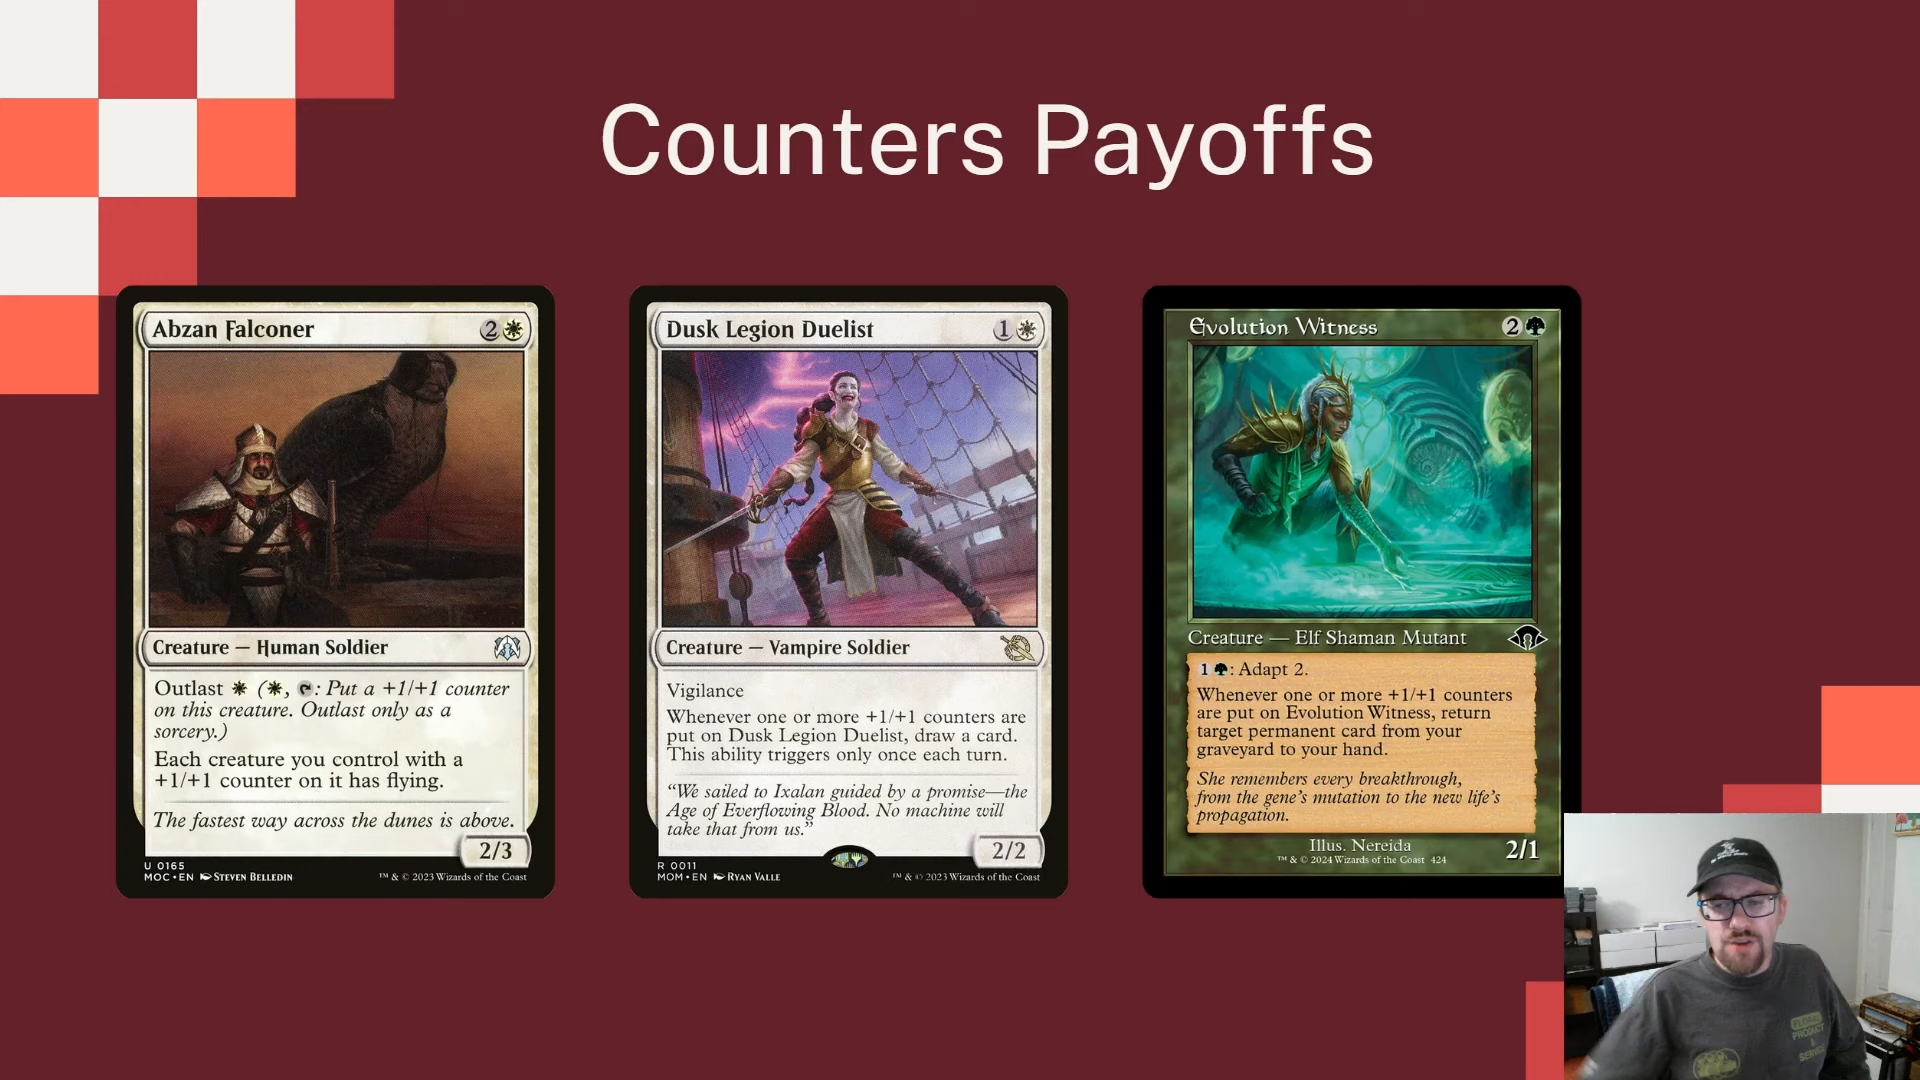 Counters Payoffs
Abzan Falconer 2
Creature — Human Soldier
Outlast (, : Put a +1/+1 counter
on this creature. Outlast only as a
sorcery.)
Each creature you control with a
+1/+1 counter on it has flying.
The fastest way across the dunes is above.
2/3
U 0165
MOC • EN STEVEN BELLEDIN
™ & © 2023 Wizards of the Coast
Dusk Legion Duelist 1
Creature — Vampire Soldier
Vigilance
Whenever one or more +1/+1 counters are
put on Dusk Legion Duelist, draw a card.
This ability triggers only once each turn.
“We sailed to Ixalan guided by a promise—the
Age of Everflowing Blood. No machine will
take that from us.”
2/2
R 0011
MOM • EN RYAN VALLE
™ & © 2023 Wizards of the Coast
Evolution Witness 2
Creature — Elf Shaman Mutant
1: Adapt 2.
Whenever one or more +1/+1 counters
are put on Evolution Witness, return
target permanent card from your
graveyard to your hand.
She remembers every breakthrough,
from the gene's mutation to the new life's
propagation.
Illus. Nereida
™ & © 2024 Wizards of the Coast 424
2/1